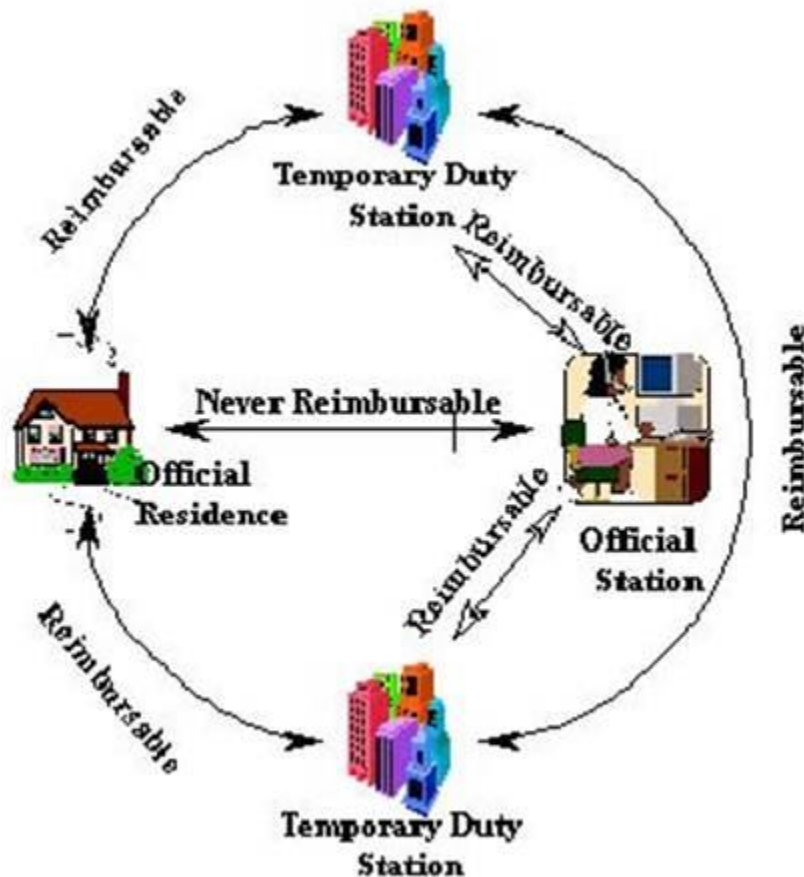 Temporary Duty
Station
Reimbursable
Reimbursable
Reimbursable
Never Reimbursable
Official
Residence
Official
Station
Reimbursable
Reimbursable
Temporary Duty
Station